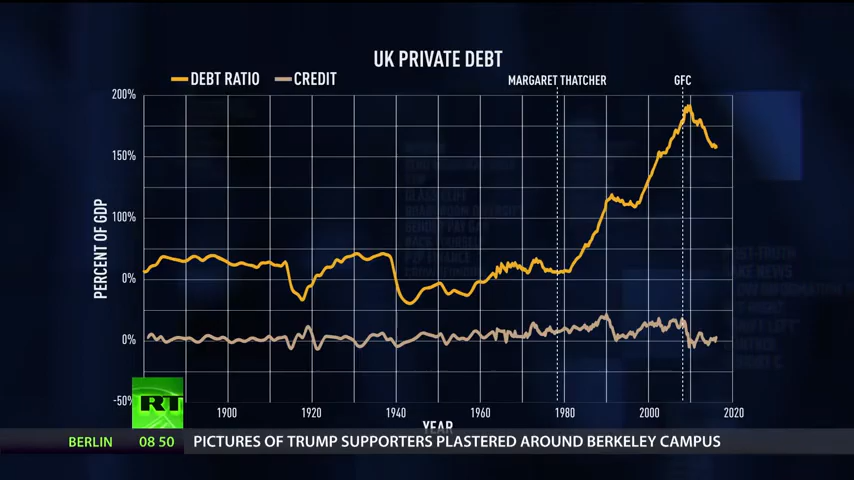 UK PRIVATE DEBT
DEBT RATIO CREDIT
MARGARET THATCHER GFC
PERCENT OF GDP
200%
150%
100%
0%
0%
-50%
1900 1920 1940 1960 1980 2000 2020
YEAR
RT
BERLIN 08 50 PICTURES OF TRUMP SUPPORTERS PLASTERED AROUND BERKELEY CAMPUS